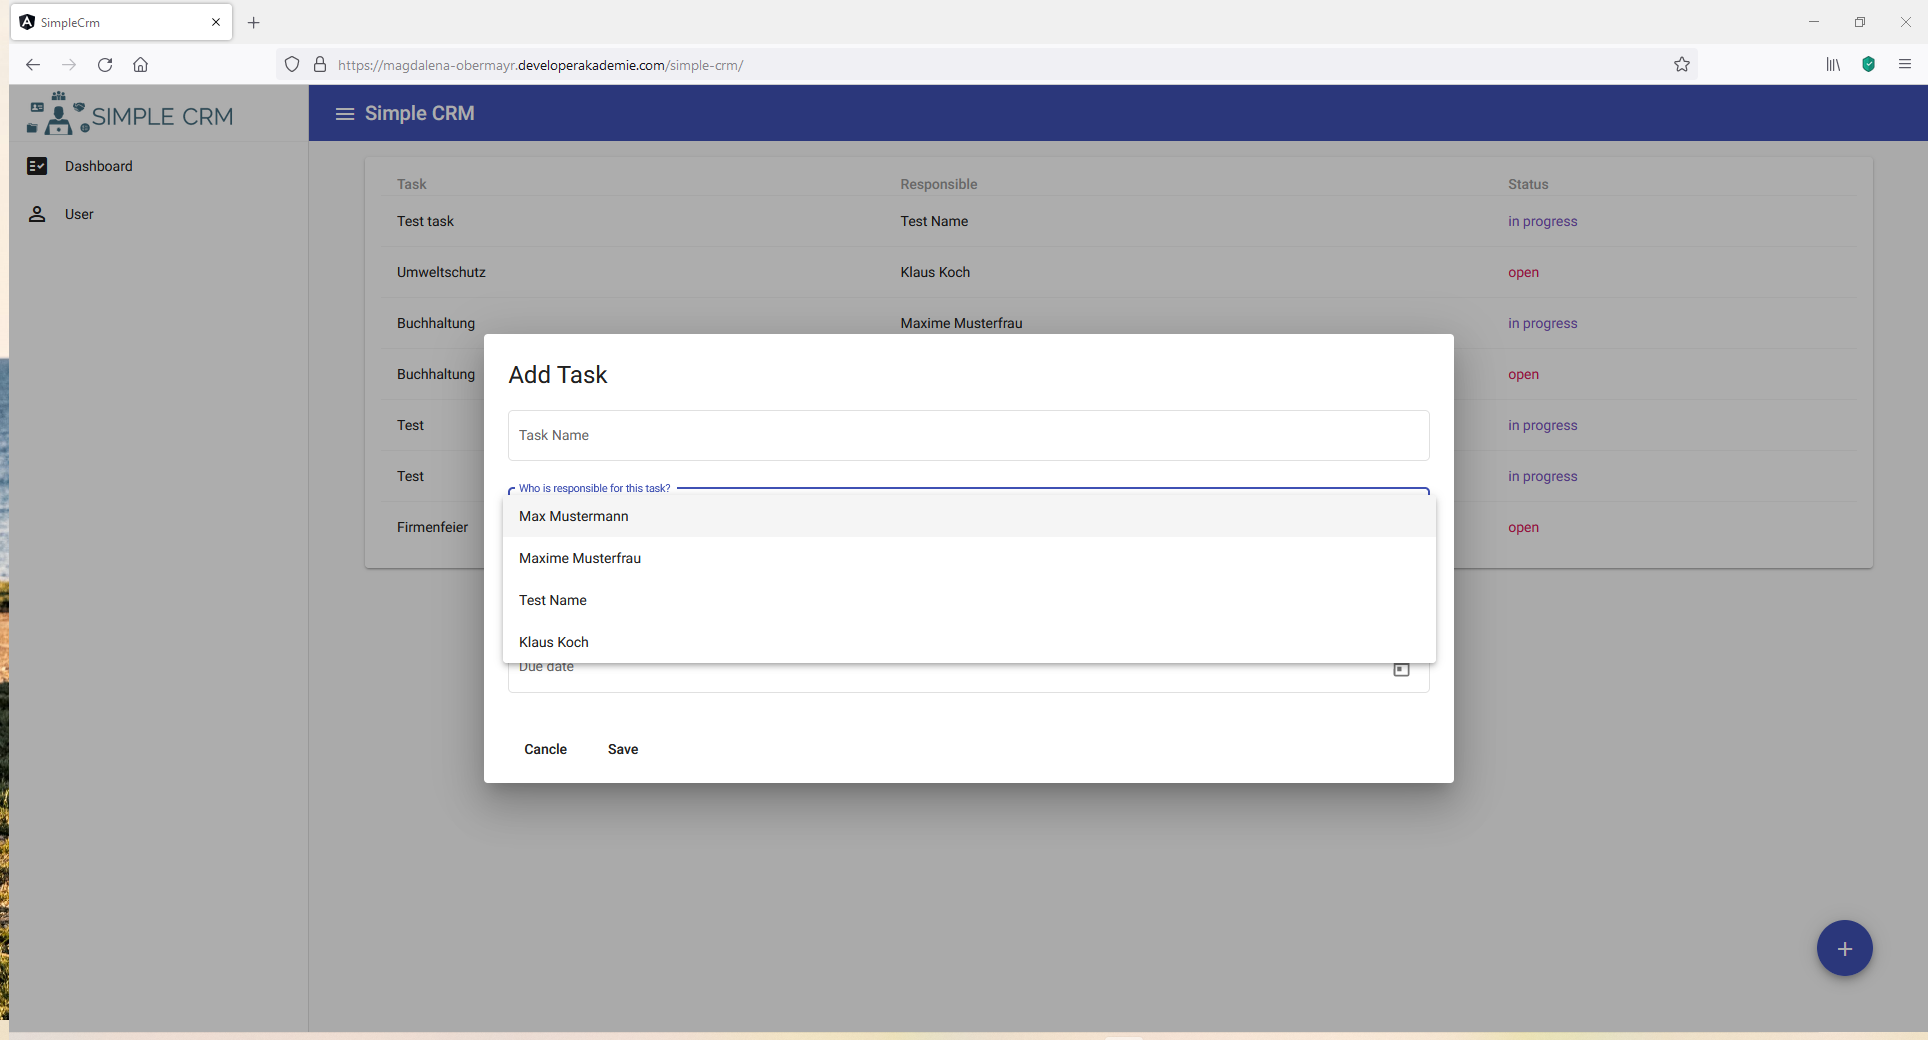 SimpleCrm
https://magdalena-obermayr.developerakademie.com/simple-crm/
SIMPLE CRM
Simple CRM
Dashboard
User
Task Responsible Status
Test task Test Name in progress
Umweltschutz Klaus Koch open
Buchhaltung Maxime Musterfrau in progress
Buchhaltung open
Test in progress
Test in progress
Firmenfeier open
Add Task
Task Name
Who is responsible for this task?
Max Mustermann
Maxime Musterfrau
Test Name
Klaus Koch
Due date
Cancle Save